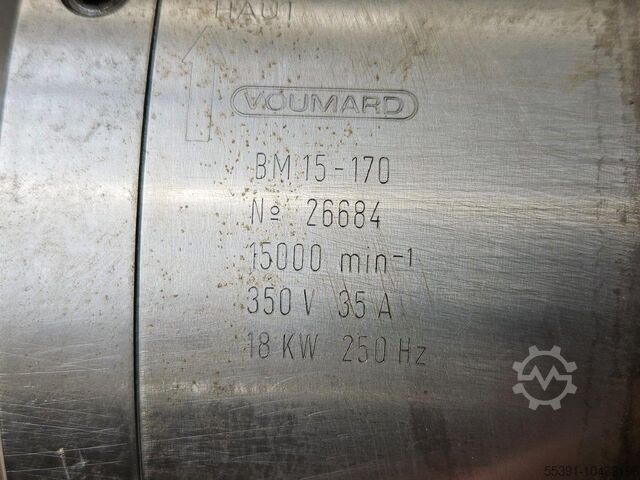 HAUT
VOUMARD
BM 15-170
Nº 26684
15000 min-1
350 V 35 A
18 KW 250 Hz